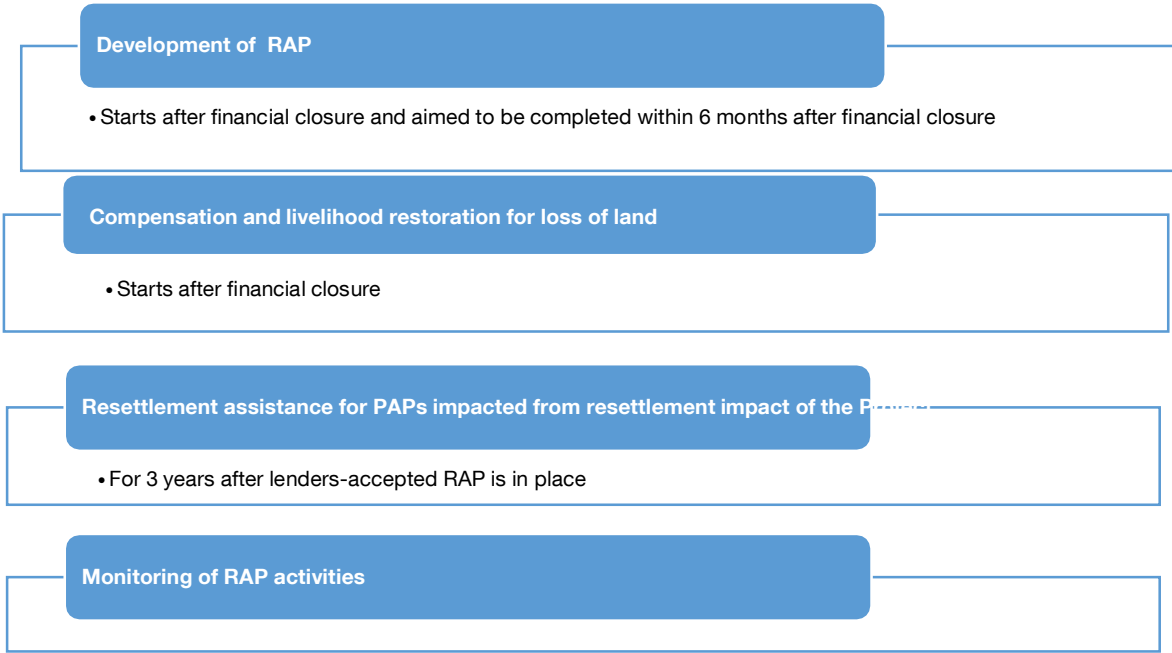 Development of RAP
• Starts after financial closure and aimed to be completed within 6 months after financial closure
Compensation and livelihood restoration for loss of land
• Starts after financial closure
Resettlement assistance for PAPs impacted from resettlement impact of the Project
• For 3 years after lenders-accepted RAP is in place
Monitoring of RAP activities